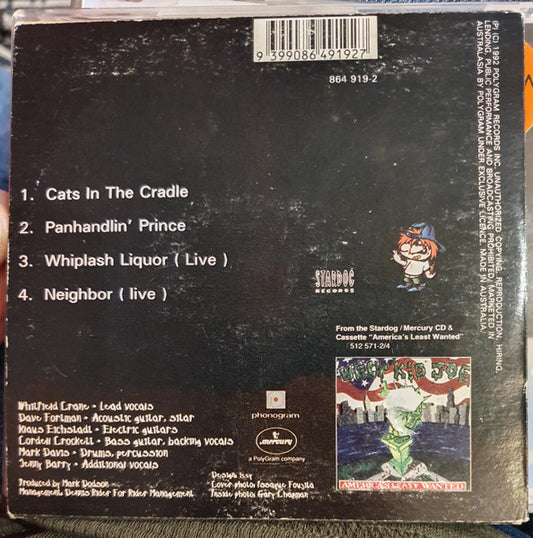 9 399086 491927
864 919-2
(P) (C) 1992 POLYGRAM RECORDS INC. UNAUTHORIZED COPYING, REPRODUCTION, HIRING,
LENDING, PUBLIC PERFORMANCE AND BROADCASTING PROHIBITED. MARKETED IN
AUSTRALASIA BY POLYGRAM UNDER EXCLUSIVE LICENCE. MADE IN
AUSTRALIA.
1. Cats In The Cradle
2. Panhandlin' Prince
3. Whiplash Liquor ( Live )
4. Neighbor ( live )
STARDOG
RECORDS
From the Stardog / Mercury CD &
Cassette "America's Least Wanted"
512 571-2/4
UGLY KID JOE
AMERICA'S LEAST WANTED
phonogram
mercury
a PolyGram company
Whitfield Crane • Lead vocals
Dave Fortman • Acoustic guitar, sitar
Klaus Eichstadt • Electric guitars
Cordell Crockett • Bass guitar, backing vocals
Mark Davis • Drums, percussion
Jenny Barry • Additional vocals
Produced by Mark Dodson
Management: Dennis Rider For Rider Management
Design: by
Cover photo:
Inside photo: Gary Chapman